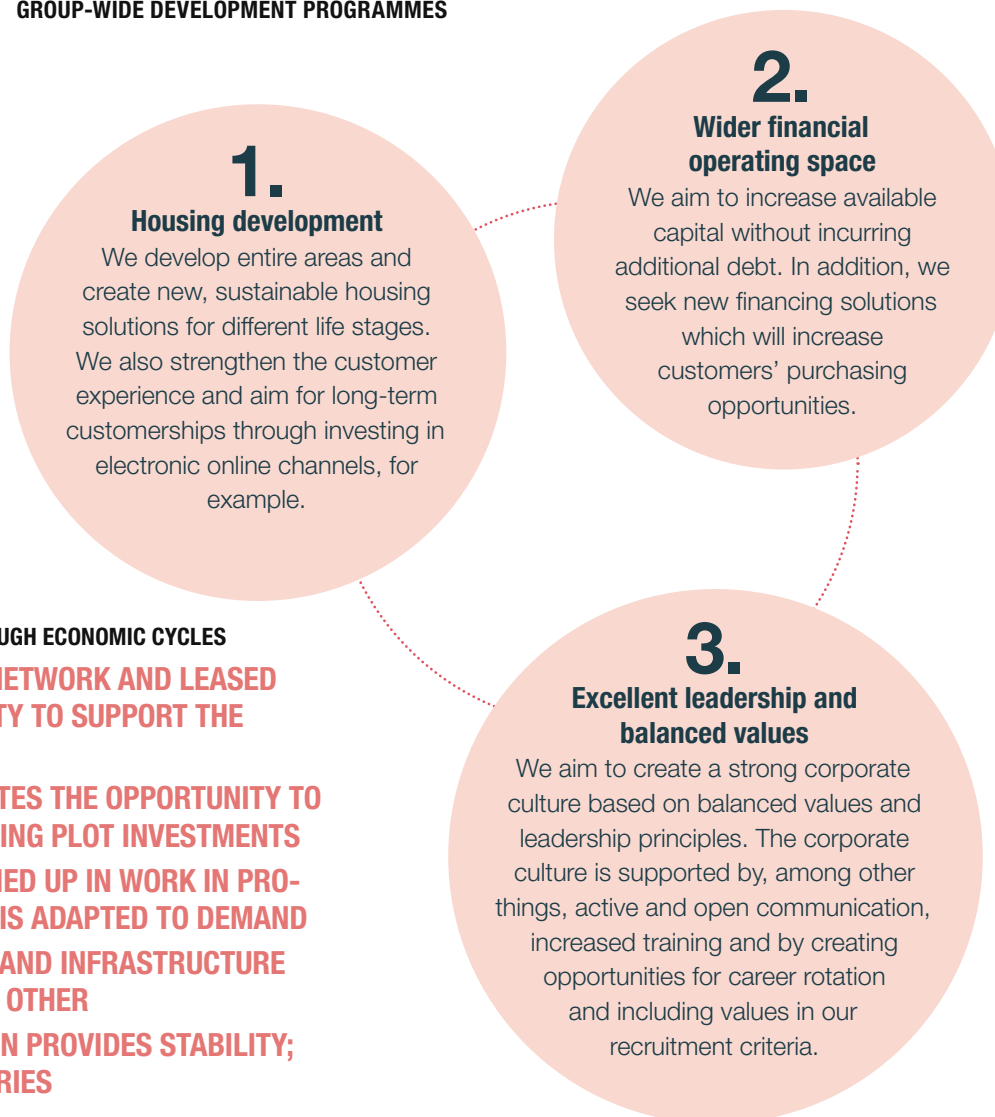 GROUP-WIDE DEVELOPMENT PROGRAMMES
1.
Housing development
We develop entire areas and
create new, sustainable housing
solutions for different life stages.
We also strengthen the customer
experience and aim for long-term
customerships through investing in
electronic online channels, for
example.
2.
Wider financial
operating space
We aim to increase available
capital without incurring
additional debt. In addition, we
seek new financing solutions
which will increase
customers’ purchasing
opportunities.
3.
Excellent leadership and
balanced values
We aim to create a strong corporate
culture based on balanced values and
leadership principles. The corporate
culture is supported by, among other
things, active and open communication,
increased training and by creating
opportunities for career rotation
and including values in our
recruitment criteria.
UGH ECONOMIC CYCLES
NETWORK AND LEASED
TY TO SUPPORT THE
TES THE OPPORTUNITY TO
ING PLOT INVESTMENTS
IED UP IN WORK IN PRO-
IS ADAPTED TO DEMAND
AND INFRASTRUCTURE
OTHER
N PROVIDES STABILITY;
RIES